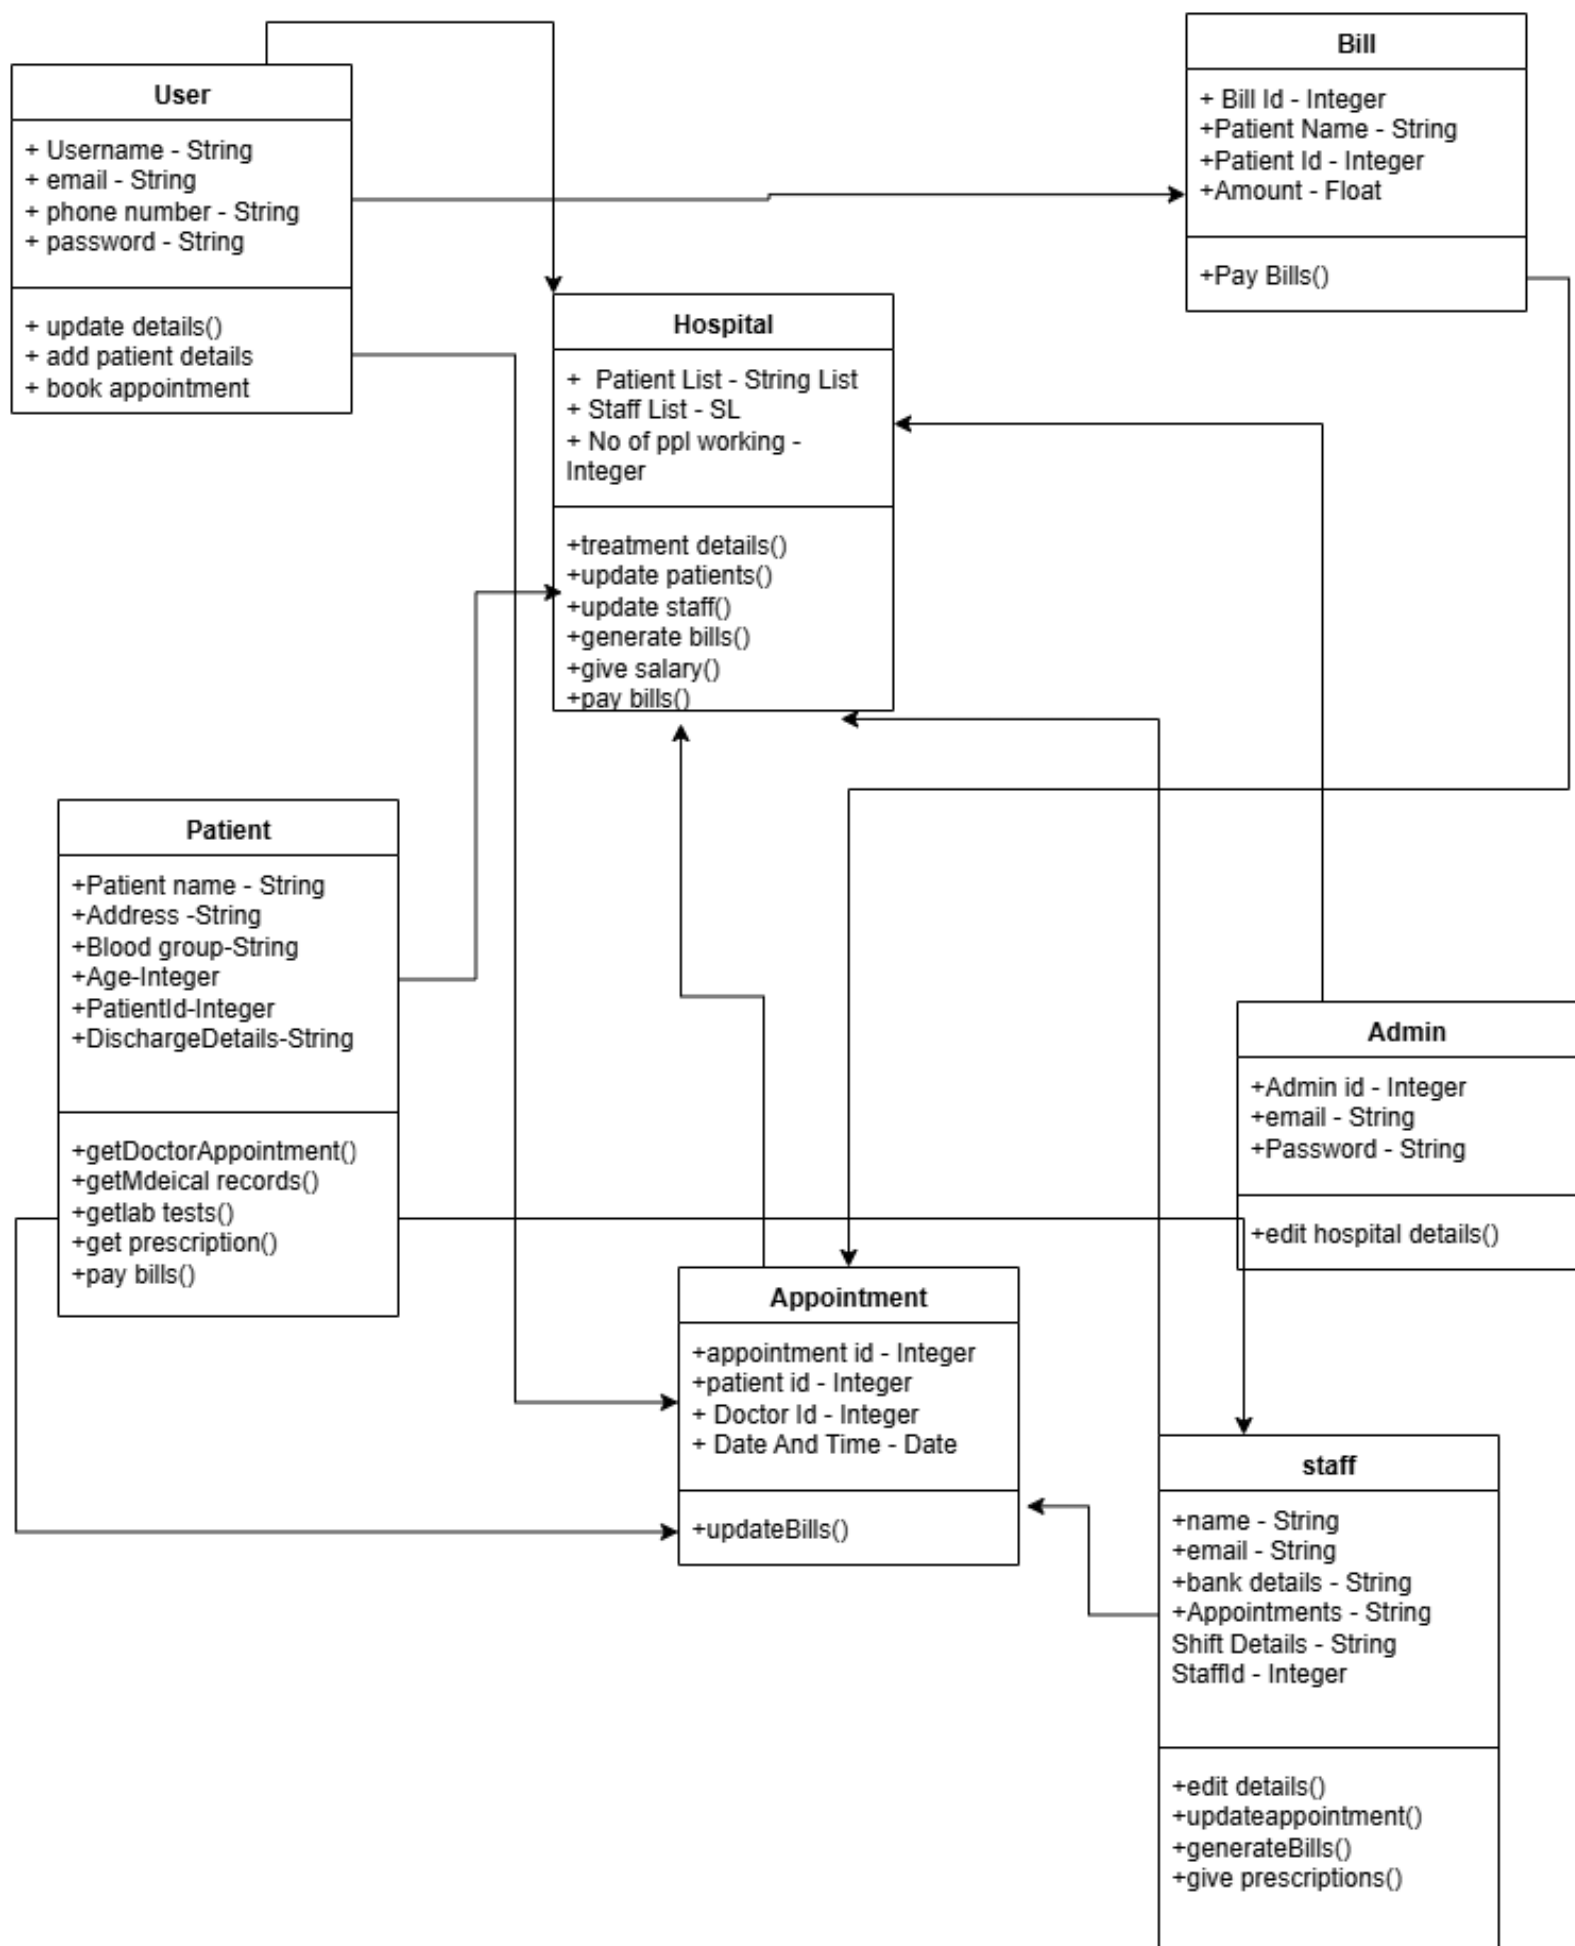 User
+ Username - String
+ email - String
+ phone number - String
+ password - String
+ update details()
+ add patient details
+ book appointment
Bill
+ Bill Id - Integer
+Patient Name - String
+Patient Id - Integer
+Amount - Float
+Pay Bills()
Hospital
+ Patient List - String List
+ Staff List - SL
+ No of ppl working -
Integer
+treatment details()
+update patients()
+update staff()
+generate bills()
+give salary()
+pay bills()
Patient
+Patient name - String
+Address -String
+Blood group-String
+Age-Integer
+PatientId-Integer
+DischargeDetails-String
+getDoctorAppointment()
+getMdeical records()
+getlab tests()
+get prescription()
+pay bills()
Admin
+Admin id - Integer
+email - String
+Password - String
+edit hospital details()
Appointment
+appointment id - Integer
+patient id - Integer
+ Doctor Id - Integer
+ Date And Time - Date
+updateBills()
staff
+name - String
+email - String
+bank details - String
+Appointments - String
Shift Details - String
StaffId - Integer
+edit details()
+updateappointment()
+generateBills()
+give prescriptions()